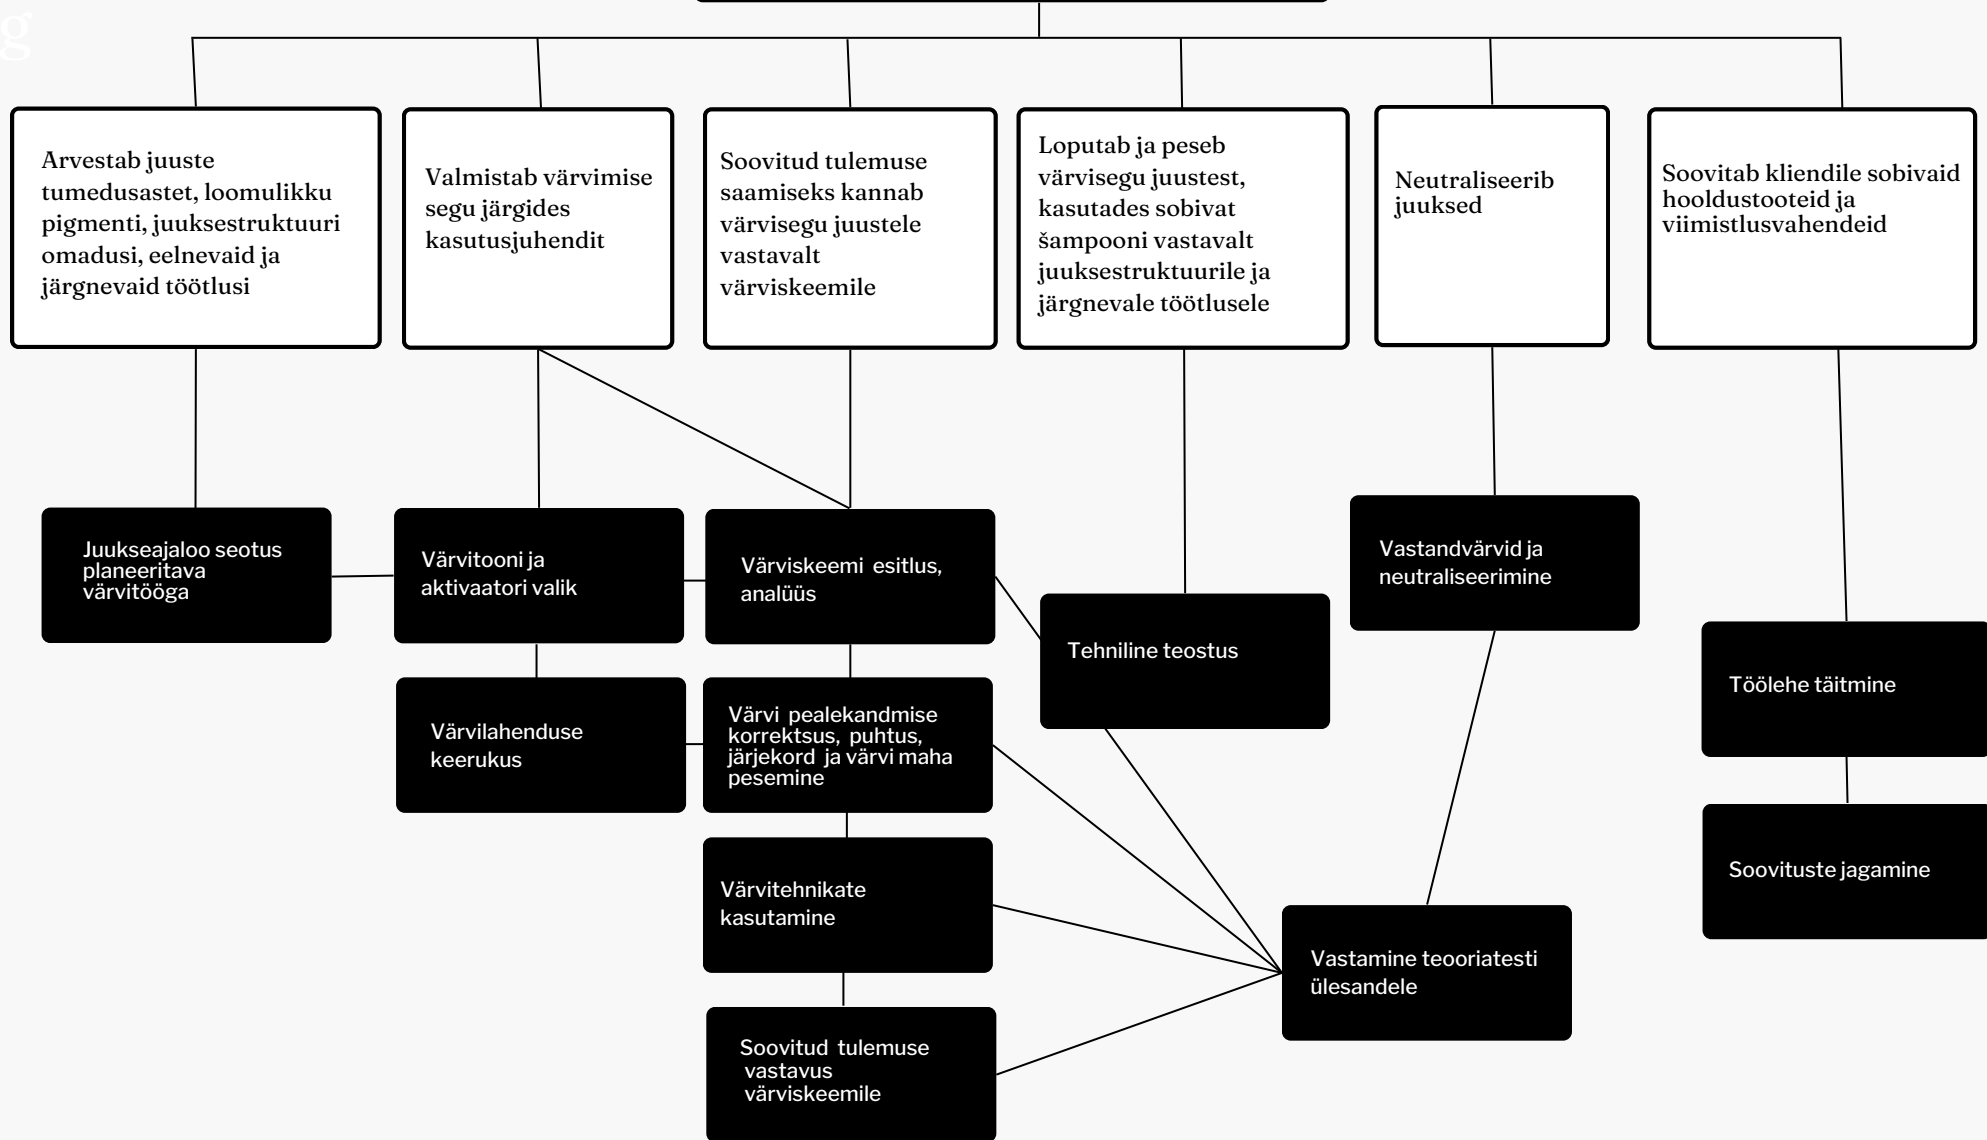 g
Arvestab juuste
tumedusastet, loomulikku
pigmenti, juuksestruktuuri
omadusi, eelnevaid ja
järgnevaid töötlusi
Valmistab värvimise
segu järgides
kasutusjuhendit
Soovitud tulemuse
saamiseks kannab
värvisegu juustele
vastavalt
värviskeemile
Loputab ja peseb
värvisegu juustest,
kasutades sobivat
šampooni vastavalt
juuksestruktuurile ja
järgnevale töötlusele
Neutraliseerib
juuksed
Soovitab kliendile sobivaid
hooldustooteid ja
viimistlusvahendeid
Juukseajaloo seotus
planeeritava
värvitööga
Värvitooni ja
aktivaatori valik
Värviskeemi esitlus,
analüüs
Tehniline teostus
Vastandvärvid ja
neutraliseerimine
Töölehe täitmine
Värvilahenduse
keerukus
Värvi pealekandmise
korrektsus, puhtus,
järjekord ja värvi maha
pesemine
Soovituste jagamine
Värvitehnikate
kasutamine
Vastamine teooriatesti
ülesandele
Soovitud tulemuse
vastavus
värviskeemile